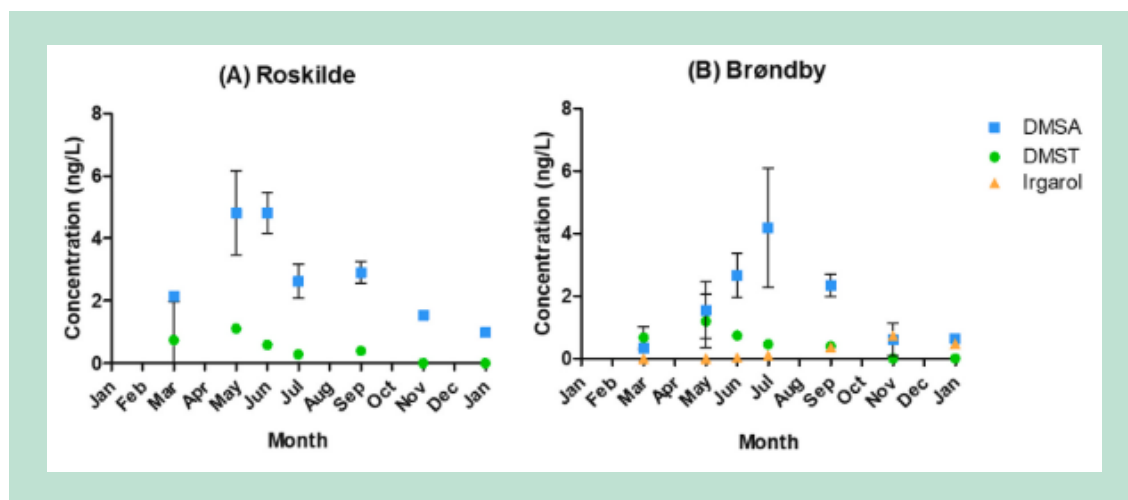 (A) Roskilde
Concentration (ng/L)
8
6
4
2
0
Jan
Feb
Mar
Apr
May
Jun
Jul
Aug
Sep
Oct
Nov
Dec
Jan
Month
(B) Brøndby
Concentration (ng/L)
8
6
4
2
0
Jan
Feb
Mar
Apr
May
Jun
Jul
Aug
Sep
Oct
Nov
Dec
Jan
Month
DMSA
DMST
Irgarol